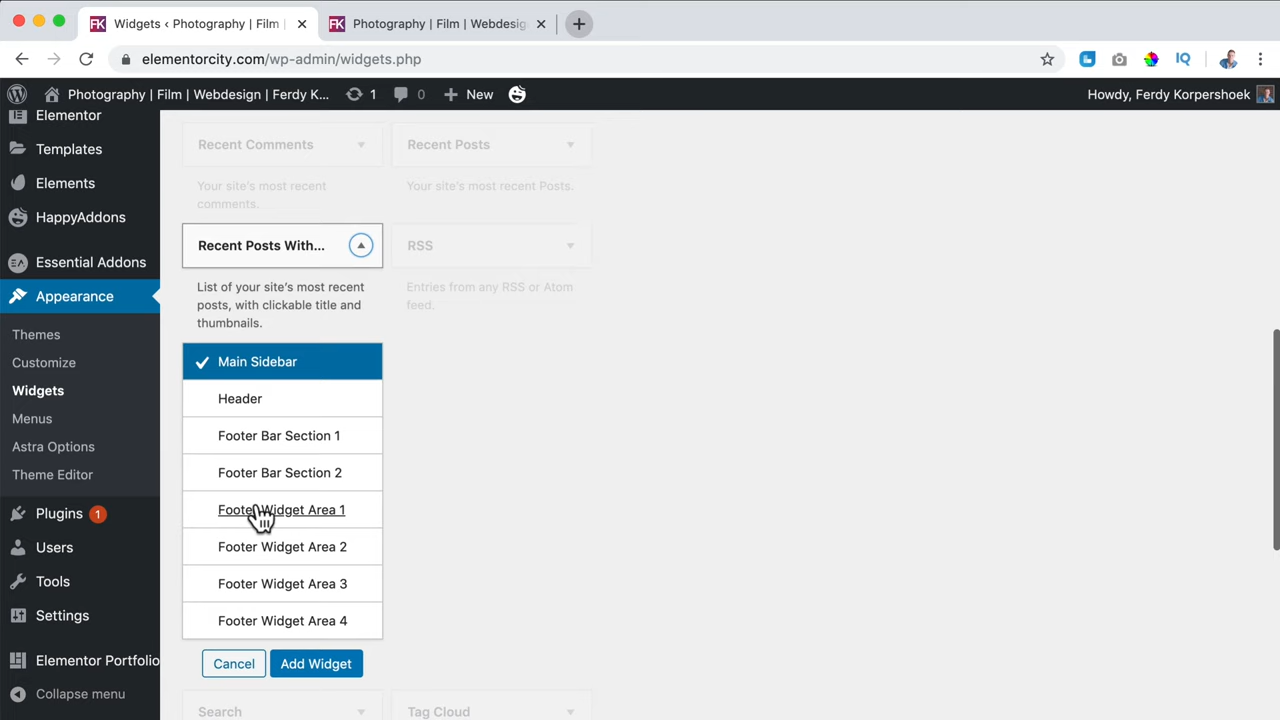 FK Widgets ‹ Photography | Film |
FK Photography | Film | Webdesig
elementorcity.com/wp-admin/widgets.php
IQ
Photography | Film | Webdesign | Ferdy K...
1
0
New
Howdy, Ferdy Korpershoek
Elementor
Templates
Elements
HappyAddons
EA Essential Addons
Appearance
Themes
Customize
Widgets
Menus
Astra Options
Theme Editor
Plugins 1
Users
Tools
Settings
Elementor Portfolio
Collapse menu
Recent Comments
Recent Posts
Your site's most recent
comments.
Your site's most recent Posts.
Recent Posts With...
RSS
List of your site's most recent
posts, with clickable title and
thumbnails.
Entries from any RSS or Atom
feed.
Main Sidebar
Header
Footer Bar Section 1
Footer Bar Section 2
Footer Widget Area 1
Footer Widget Area 2
Footer Widget Area 3
Footer Widget Area 4
Cancel
Add Widget
Search
Tag Cloud